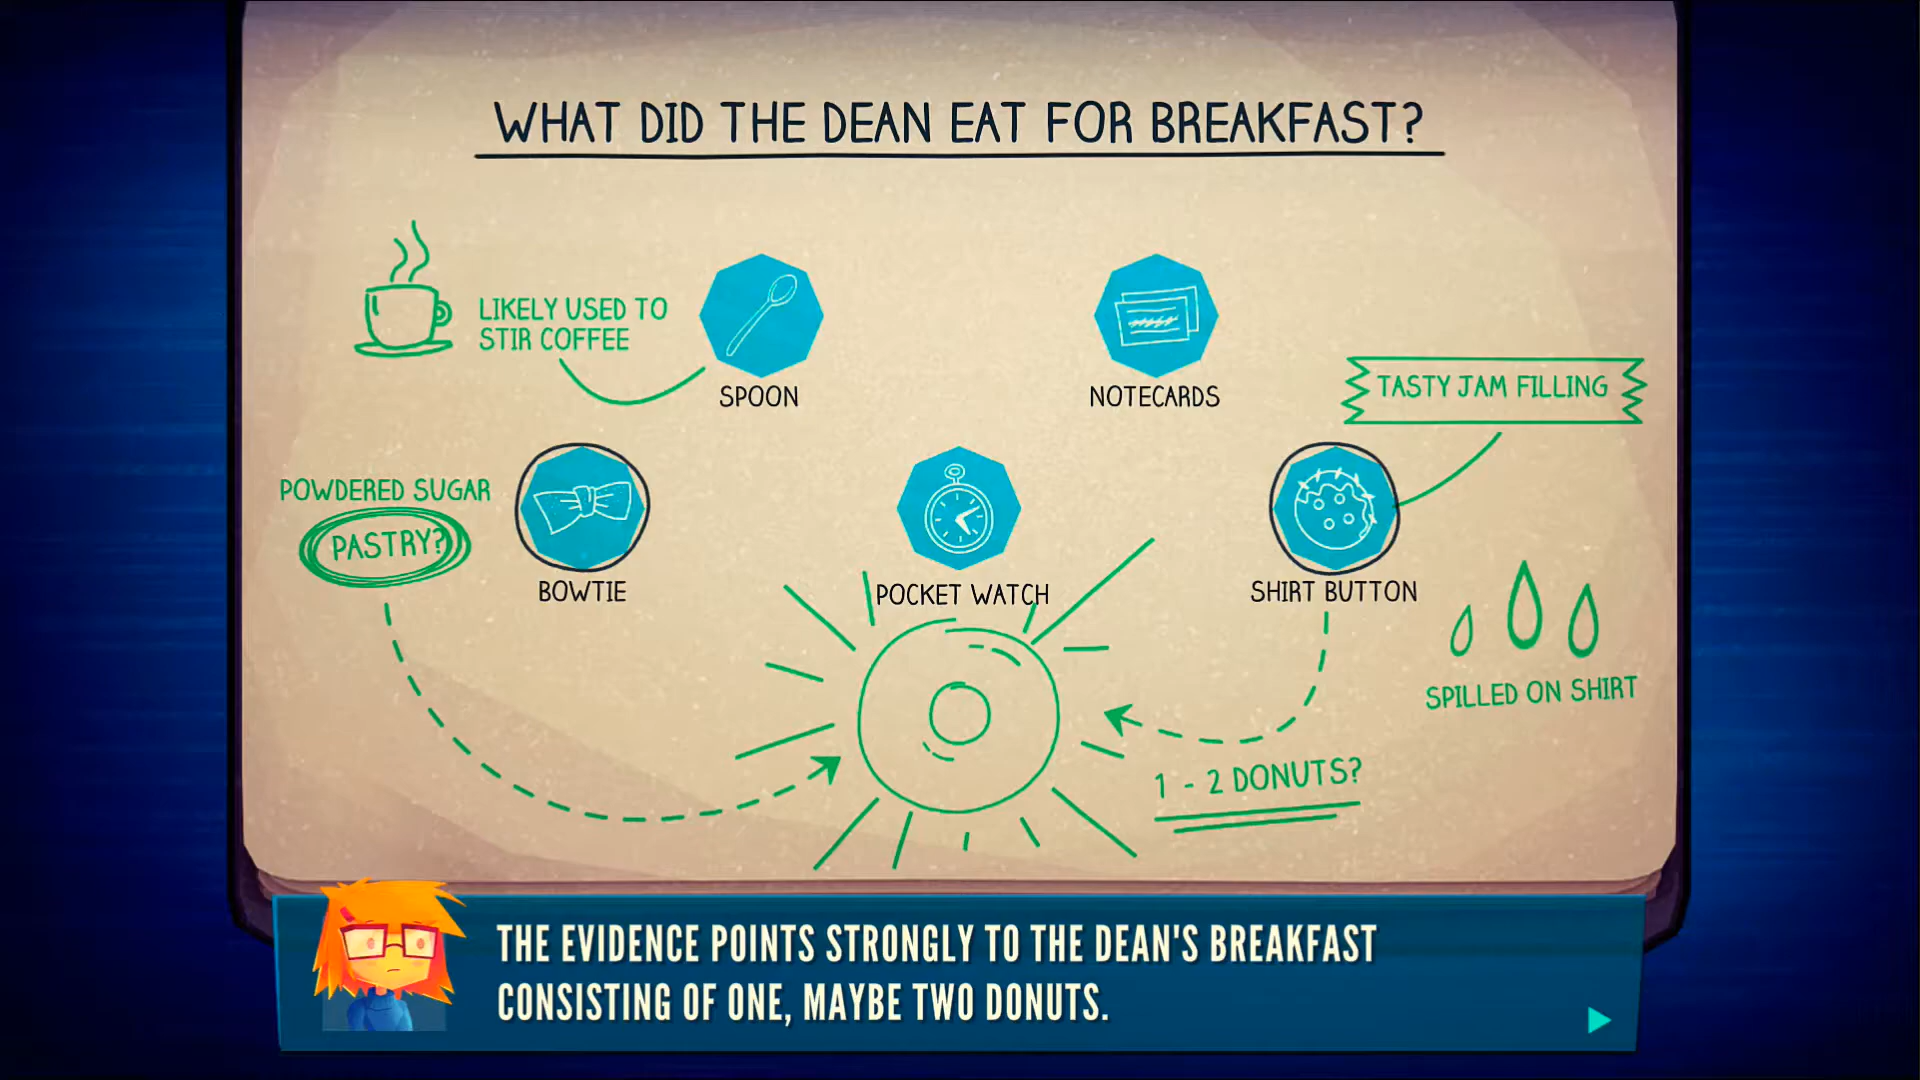 WHAT DID THE DEAN EAT FOR BREAKFAST?
LIKELY USED TO
STIR COFFEE
SPOON
NOTECARDS
TASTY JAM FILLING
POWDERED SUGAR
PASTRY?
BOWTIE
POCKET WATCH
SHIRT BUTTON
SPILLED ON SHIRT
1 - 2 DONUTS?
THE EVIDENCE POINTS STRONGLY TO THE DEAN'S BREAKFAST
CONSISTING OF ONE, MAYBE TWO DONUTS.